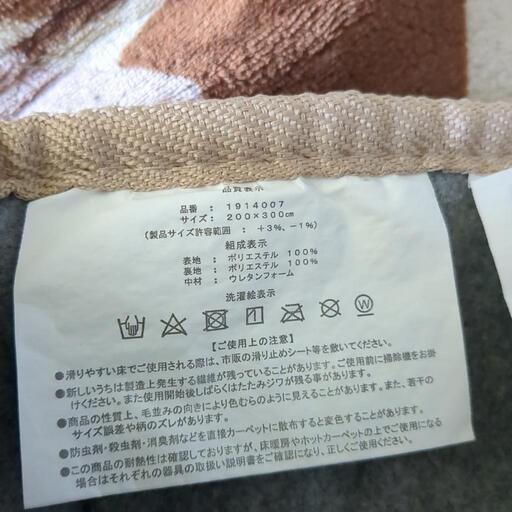 品質表示
品番 : 1914007
サイズ : 200×300㎝
(製品サイズ許容範囲 : +3%、-1%)
組成表示
表地 : ポリエステル 100%
裏地 : ポリエステル 100%
中材 : ウレタンフォーム
洗濯絵表示
【ご使用上の注意】
●滑りやすい床でご使用される際は、市販の滑り止めシート等を敷いてください。
●新しいうちは製造上発生する繊維が残っている事があります。ご使用前に掃除機をお掛
けください。また使用開始後しばらくはたたみジワが残る事があります。
●商品の性質上、毛並みの向きにより色むらのように見えることがあります。また、若干の
サイズ誤差や柄のズレがあります。
●防虫剤・殺虫剤・消臭剤などを直接カーペットに散布すると変色することがあります。
●この商品の耐熱性は確認しておりますが、床暖房やホットカーペットの上でご使用になる
場合はそれぞれの器具の取扱い説明書をご確認になり、正しくご使用ください。